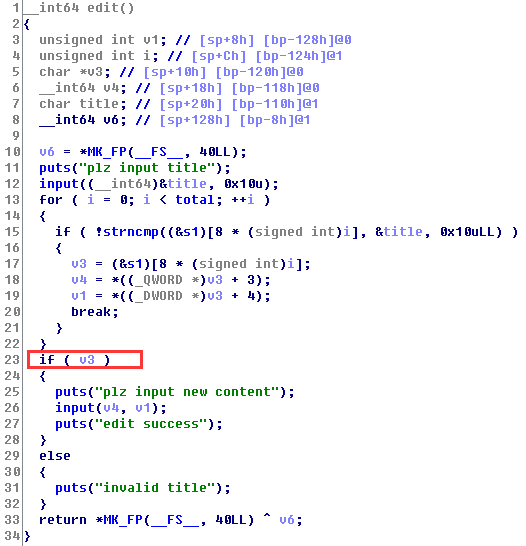 1 __int64 edit()
2 {
3 unsigned int v1; // [sp+8h] [bp-128h]@0
4 unsigned int i; // [sp+Ch] [bp-124h]@1
5 char *v3; // [sp+10h] [bp-120h]@0
6 __int64 v4; // [sp+18h] [bp-118h]@0
7 char title; // [sp+20h] [bp-110h]@1
8 __int64 v6; // [sp+128h] [bp-8h]@1
9
10 v6 = *MK_FP(__FS__, 40LL);
11 puts("plz input title");
12 input((__int64)&title, 0x10u);
13 for ( i = 0; i < total; ++i )
14 {
15 if ( !strncmp((&s1)[8 * (signed int)i], &title, 0x10uLL) )
16 {
17 v3 = (&s1)[8 * (signed int)i];
18 v4 = *((_QWORD *)v3 + 3);
19 v1 = *((_DWORD *)v3 + 4);
20 break;
21 }
22 }
23 if ( v3 )
24 {
25 puts("plz input new content");
26 input(v4, v1);
27 puts("edit success");
28 }
29 else
30 {
31 puts("invalid title");
32 }
33 return *MK_FP(__FS__, 40LL) ^ v6;
34 }